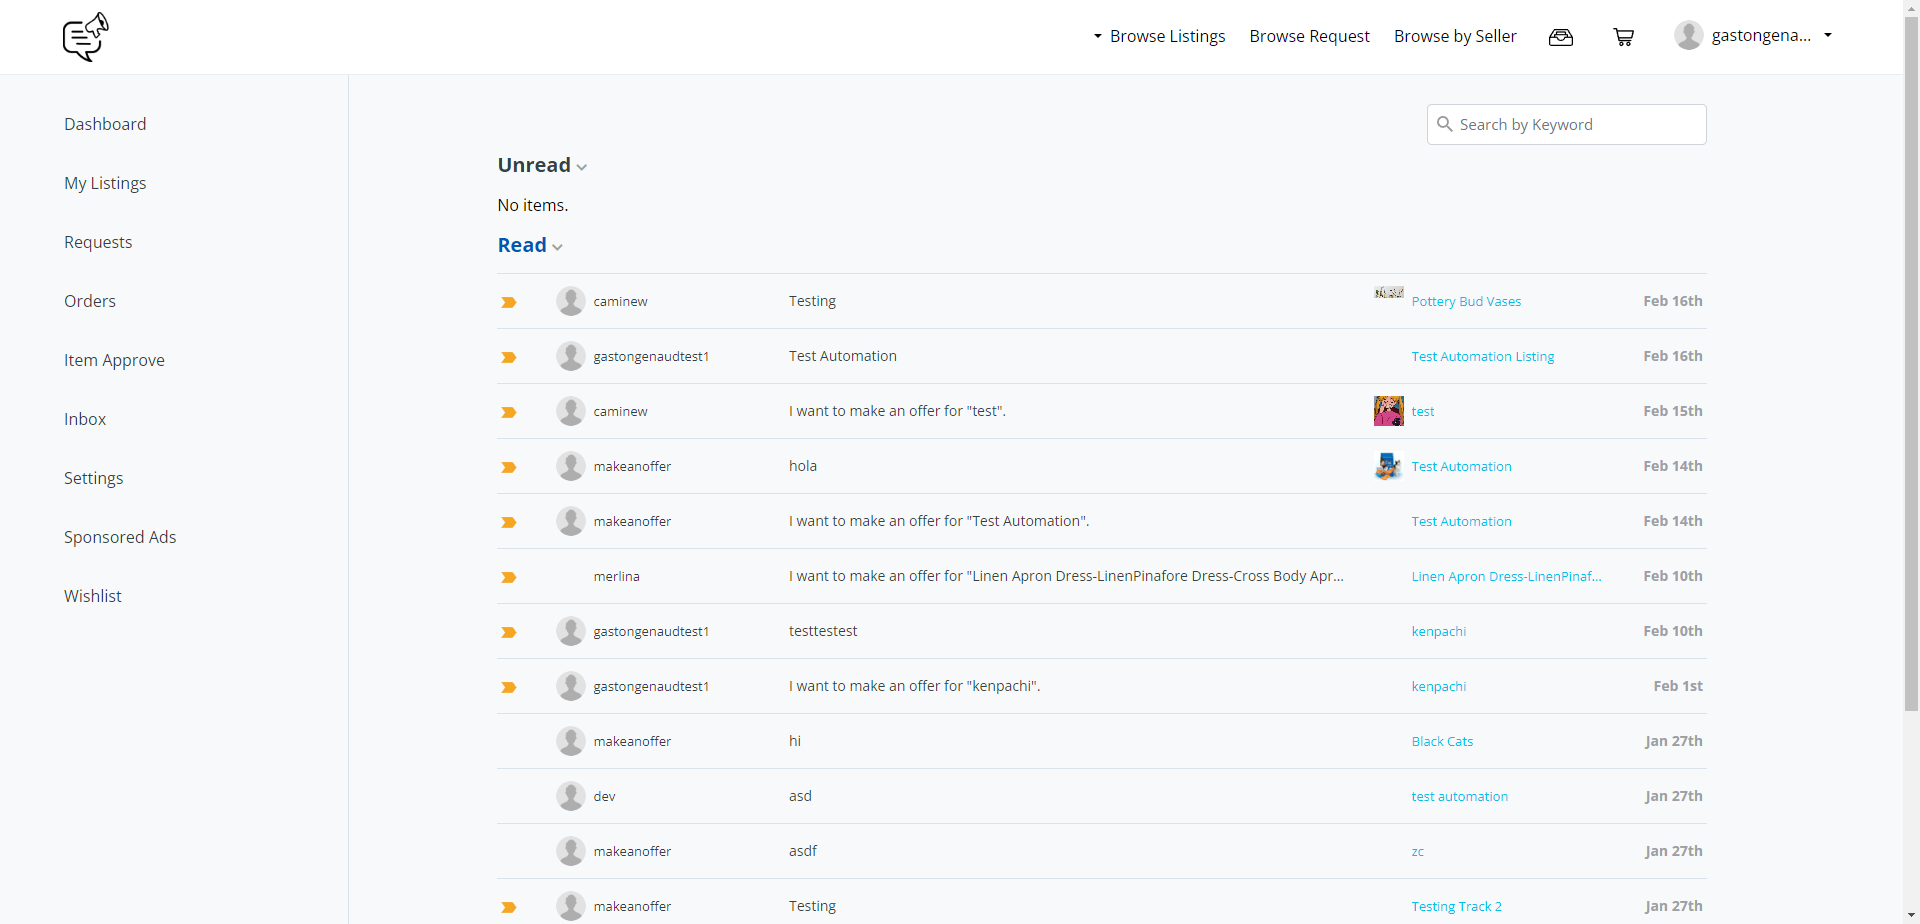 Browse Listings Browse Request Browse by Seller gastongena...
Dashboard
My Listings
Requests
Orders
Item Approve
Inbox
Settings
Sponsored Ads
Wishlist
Search by Keyword
Unread
No items.
Read
caminew Testing Pottery Bud Vases Feb 16th
gastongenaudtest1 Test Automation Test Automation Listing Feb 16th
caminew I want to make an offer for "test". test Feb 15th
makeanoffer hola Test Automation Feb 14th
makeanoffer I want to make an offer for "Test Automation". Test Automation Feb 14th
merlina I want to make an offer for "Linen Apron Dress-LinenPinafore Dress-Cross Body Apr... Linen Apron Dress-LinenPinaf... Feb 10th
gastongenaudtest1 testtestest kenpachi Feb 10th
gastongenaudtest1 I want to make an offer for "kenpachi". kenpachi Feb 1st
makeanoffer hi Black Cats Jan 27th
dev asd test automation Jan 27th
makeanoffer asdf zc Jan 27th
makeanoffer Testing Testing Track 2 Jan 27th